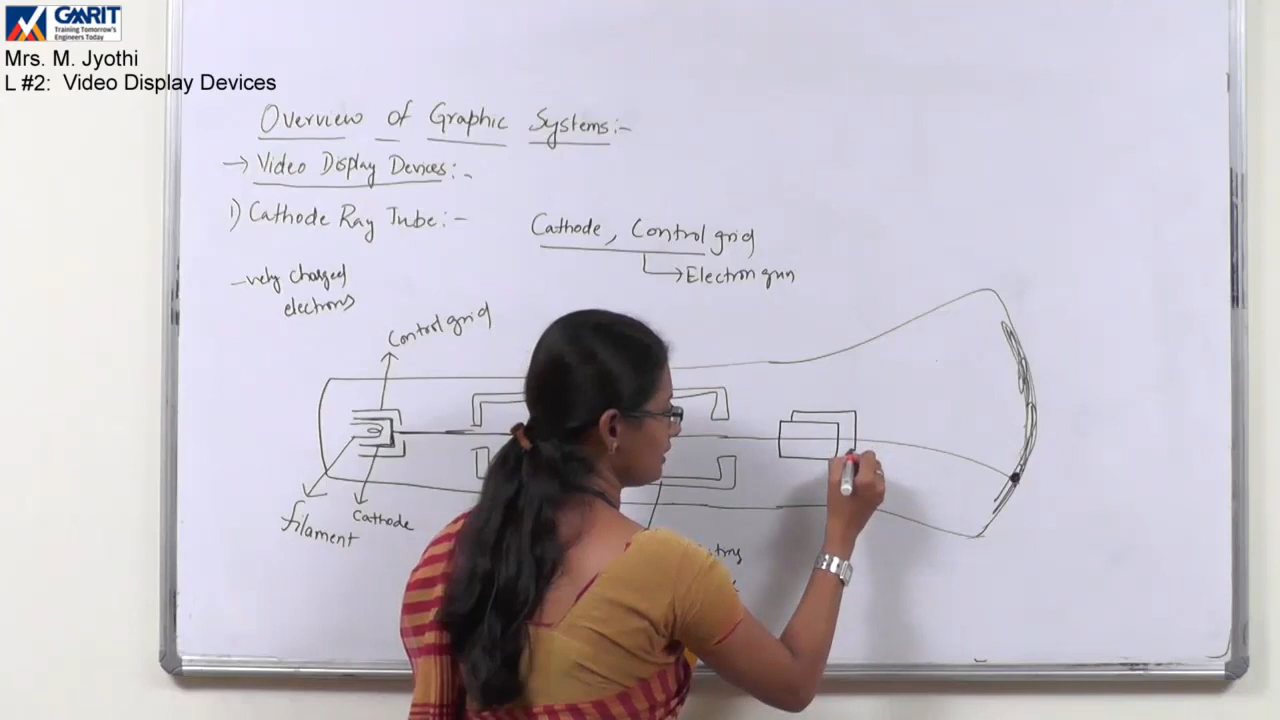 GMRIT
Training Tomorrow's
Engineers Today
Mrs. M. Jyothi
L #2: Video Display Devices
Overview of Graphic Systems:-
→ Video Display Devices:-
1) Cathode Ray Tube:-
Cathode, Control grid
→ Electron gun
-vely charged
electrons
Control grid
filament
Cathode